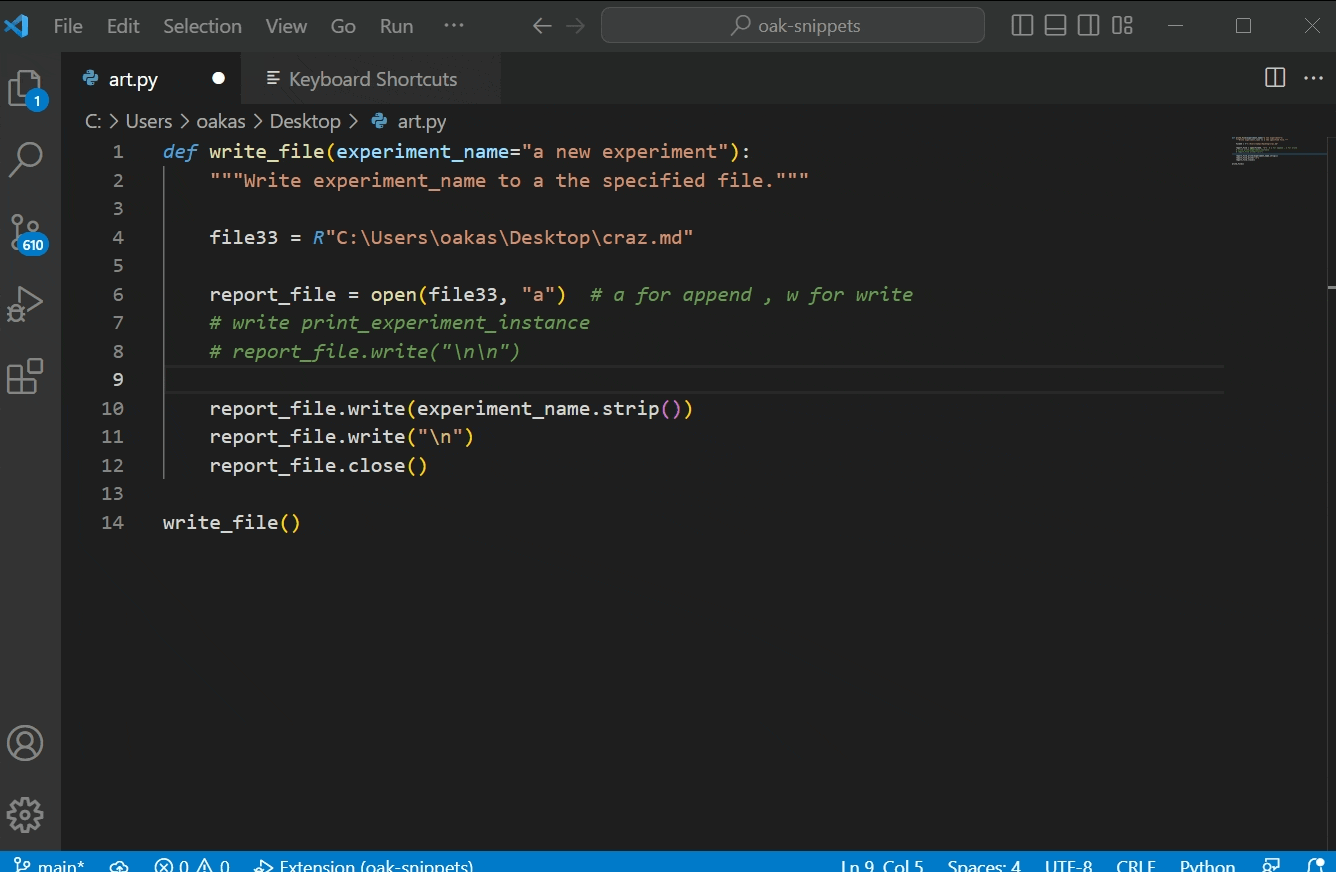 File Edit Selection View Go Run ··· oak-snippets
art.py Keyboard Shortcuts
1
C: > Users > oakas > Desktop > art.py
1 def write_file(experiment_name="a new experiment"):
2 """Write experiment_name to a the specified file."""
3
4 file33 = R"C:\Users\oakas\Desktop\craz.md"
5
6 report_file = open(file33, "a")  # a for append , w for write
7 # write print_experiment_instance
8 # report_file.write("\n\n")
9
10 report_file.write(experiment_name.strip())
11 report_file.write("\n")
12 report_file.close()
13
14 write_file()
610
main* 0 0 Extension (oak-snippets) Ln 9, Col 5 Spaces: 4 UTF-8 CRLF Python